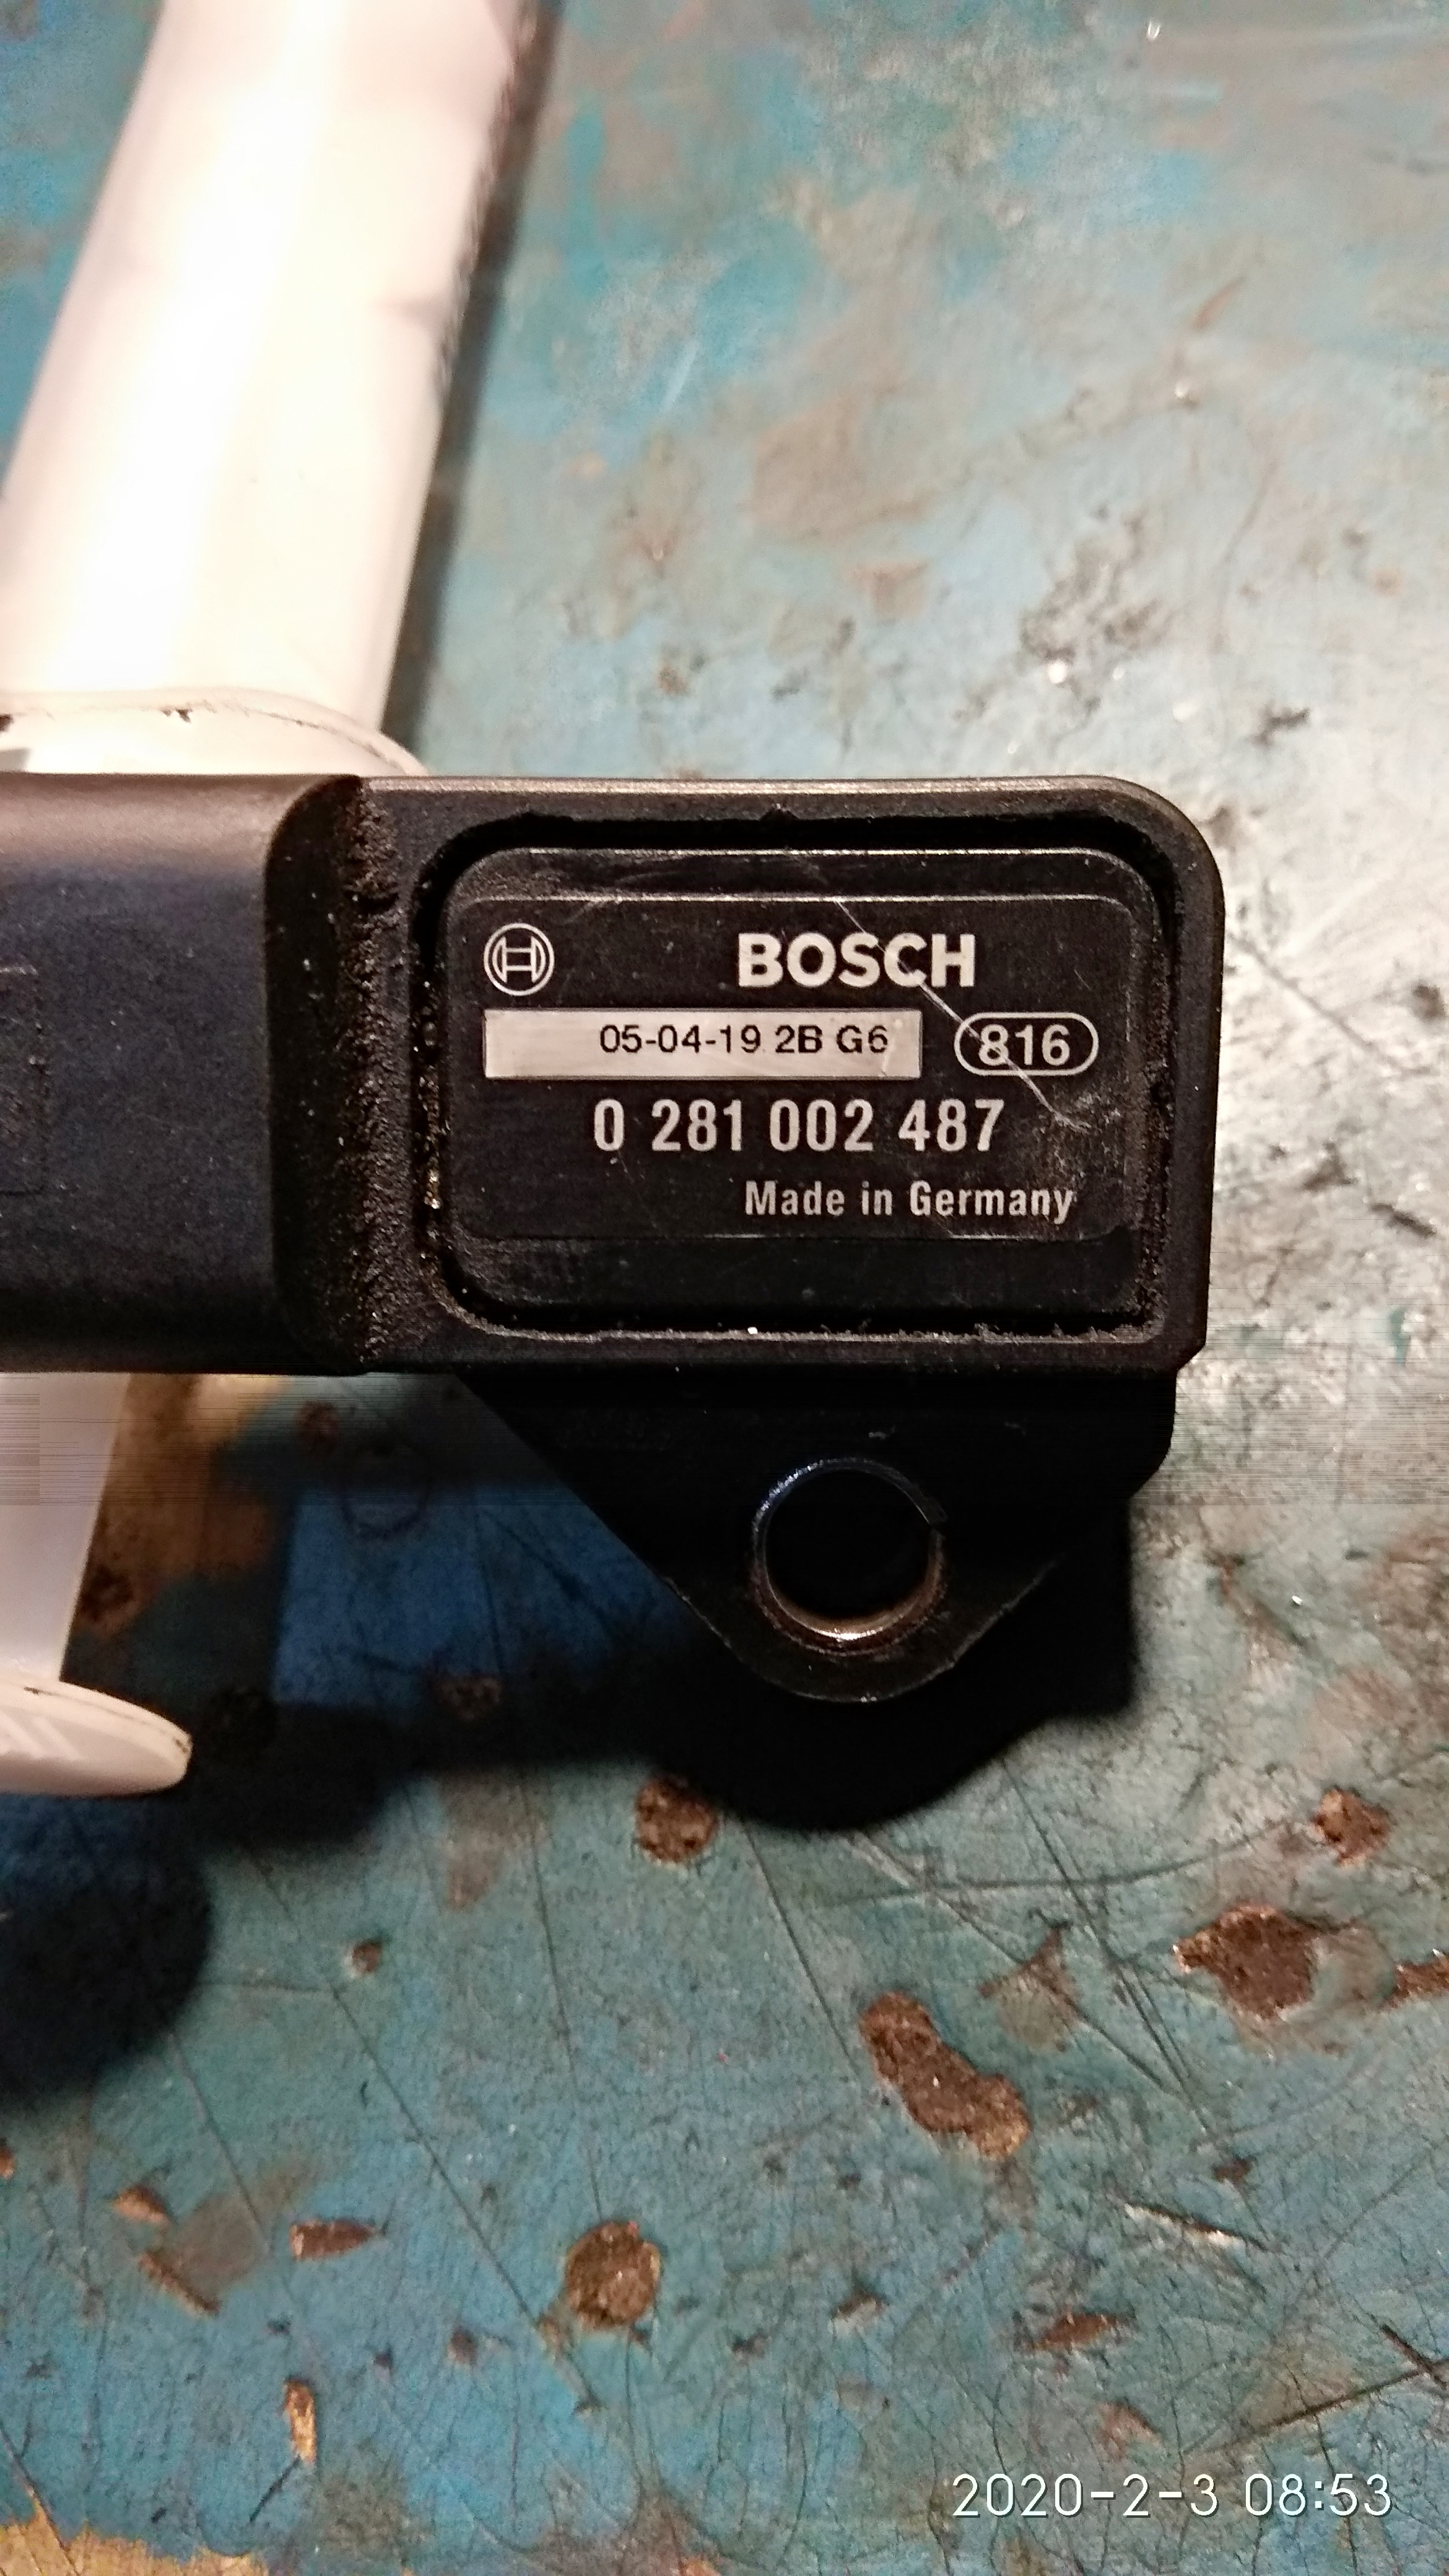 BOSCH
05-04-19 2B G6 816
0 281 002 487
Made in Germany
2020-2-3 08:53